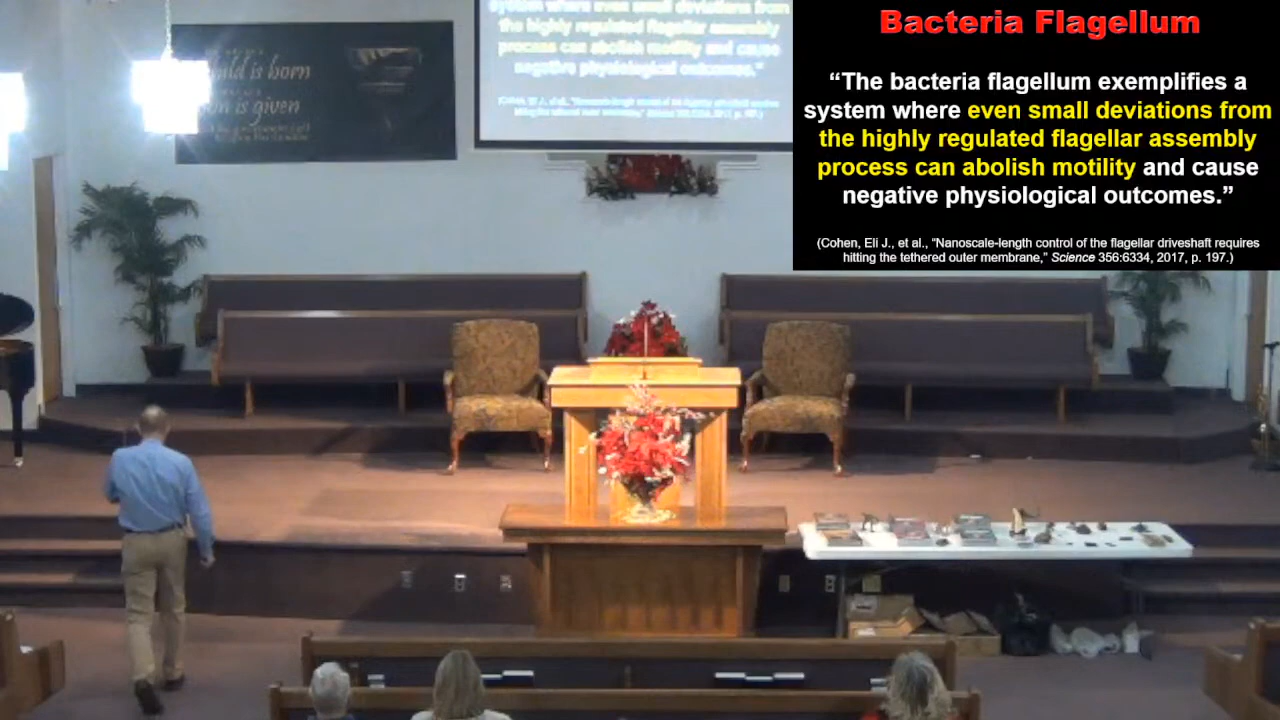 ild is born
n is given
system where even small deviations from
the highly regulated flagellar assembly
process can abolish motility and cause
negative physiological outcomes.”
Bacteria Flagellum
“The bacteria flagellum exemplifies a
system where even small deviations from
the highly regulated flagellar assembly
process can abolish motility and cause
negative physiological outcomes.”
(Cohen, Eli J., et al., “Nanoscale-length control of the flagellar driveshaft requires
hitting the tethered outer membrane,” Science 356:6334, 2017, p. 197.)